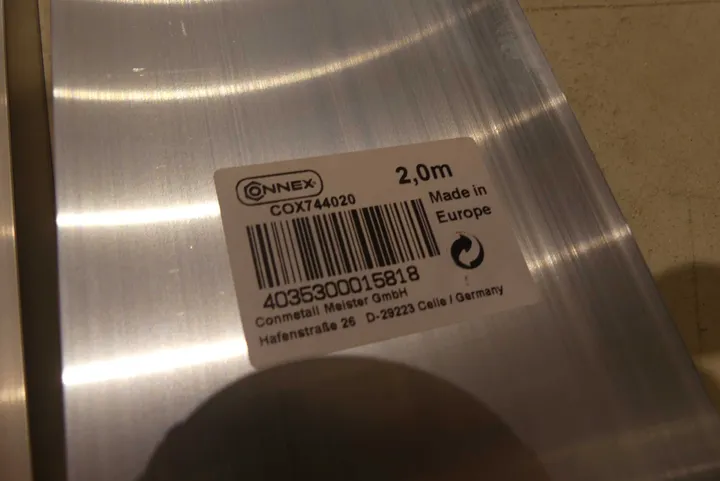 CONNEX
2,0m
COX744020
Made in
Europe
4035300015818
Conmetall Meister GmbH
Hafenstraße 26 D-29223 Celle / Germany